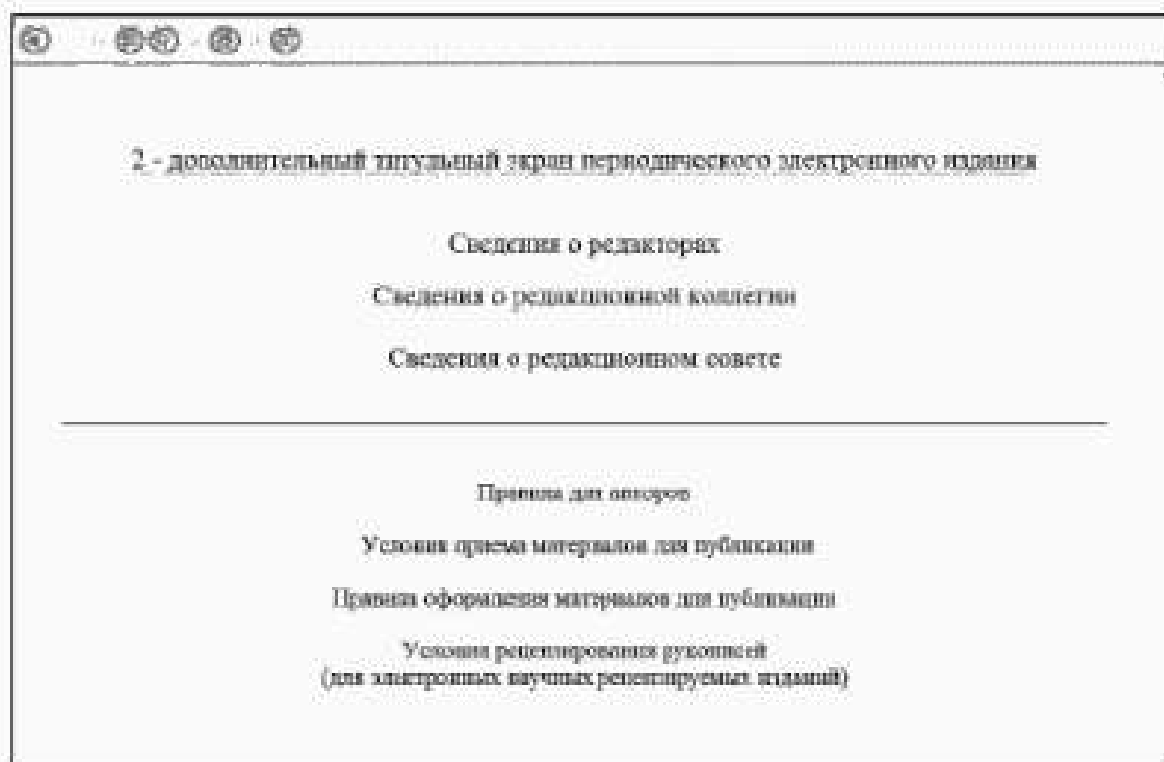 2 - дополнительный титульный экран периодического электронного издания
Сведения о редакторах
Сведения о редакционной коллегии
Сведения о редакционном совете
Правила для авторов
Условия приема материалов для публикации
Правила оформления материалов для публикации
Условия рецензирования рукописей
(для электронных научных рецензируемых изданий)